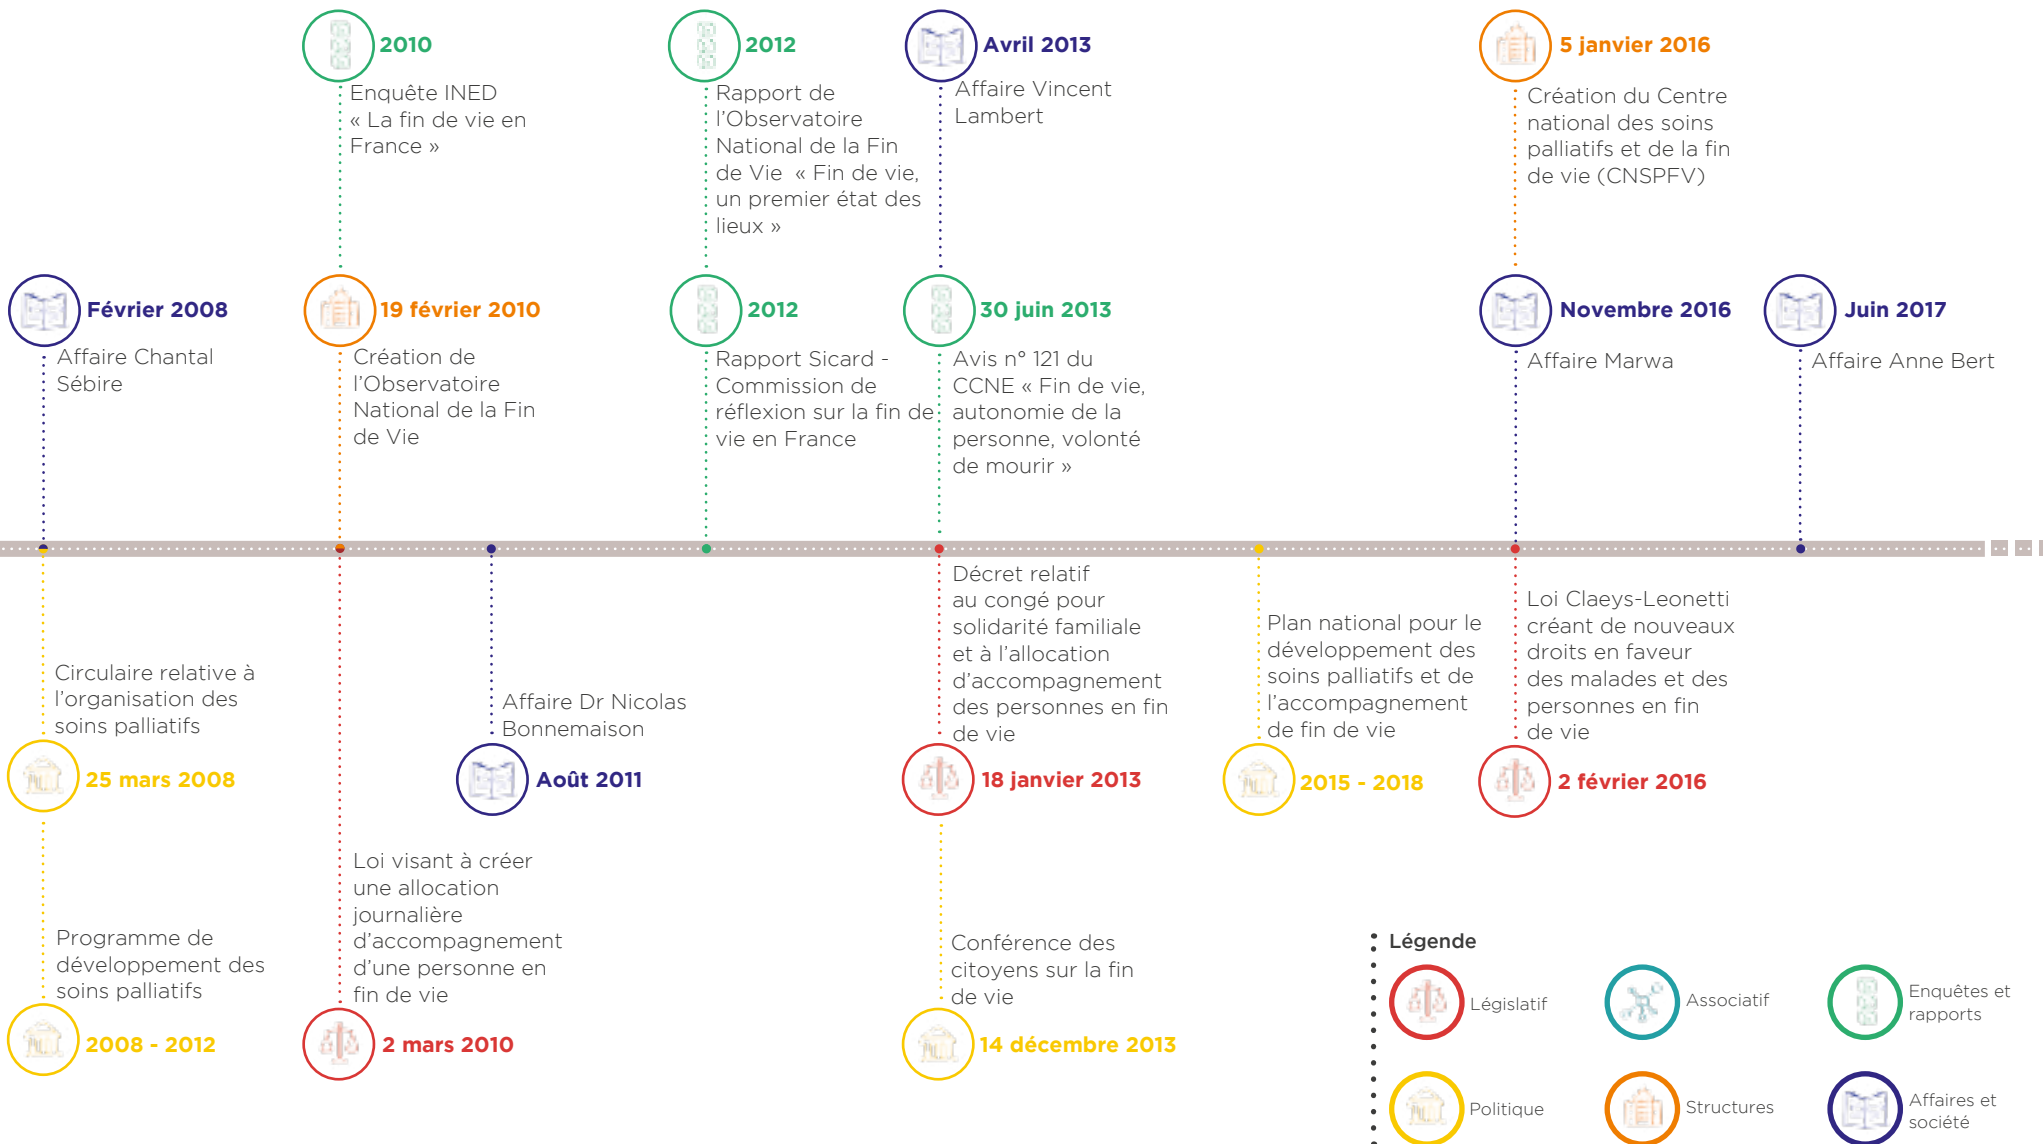 2010
Enquête INED
« La fin de vie en
France »
2012
Rapport de
l'Observatoire
National de la Fin
de Vie « Fin de vie,
un premier état des
lieux »
Avril 2013
Affaire Vincent
Lambert
5 janvier 2016
Création du Centre
national des soins
palliatifs et de la fin
de vie (CNSPFV)
Février 2008
Affaire Chantal
Sébire
19 février 2010
Création de
l'Observatoire
National de la Fin
de Vie
2012
Rapport Sicard -
Commission de
réflexion sur la fin de
vie en France
30 juin 2013
Avis n° 121 du
CCNE « Fin de vie,
autonomie de la
personne, volonté
de mourir »
Novembre 2016
Affaire Marwa
Juin 2017
Affaire Anne Bert
Circulaire relative à
l'organisation des
soins palliatifs
25 mars 2008
Affaire Dr Nicolas
Bonnemaison
Août 2011
Décret relatif
au congé pour
solidarité familiale
et à l'allocation
d'accompagnement
des personnes en fin
de vie
18 janvier 2013
Plan national pour le
développement des
soins palliatifs et de
l'accompagnement
de fin de vie
2015 - 2018
Loi Claeys-Leonetti
créant de nouveaux
droits en faveur
des malades et des
personnes en fin
de vie
2 février 2016
Programme de
développement des
soins palliatifs
2008 - 2012
Loi visant à créer
une allocation
journalière
d'accompagnement
d'une personne en
fin de vie
2 mars 2010
Conférence des
citoyens sur la fin
de vie
14 décembre 2013
Légende
Législatif
Associatif
Enquêtes et
rapports
Politique
Structures
Affaires et
société